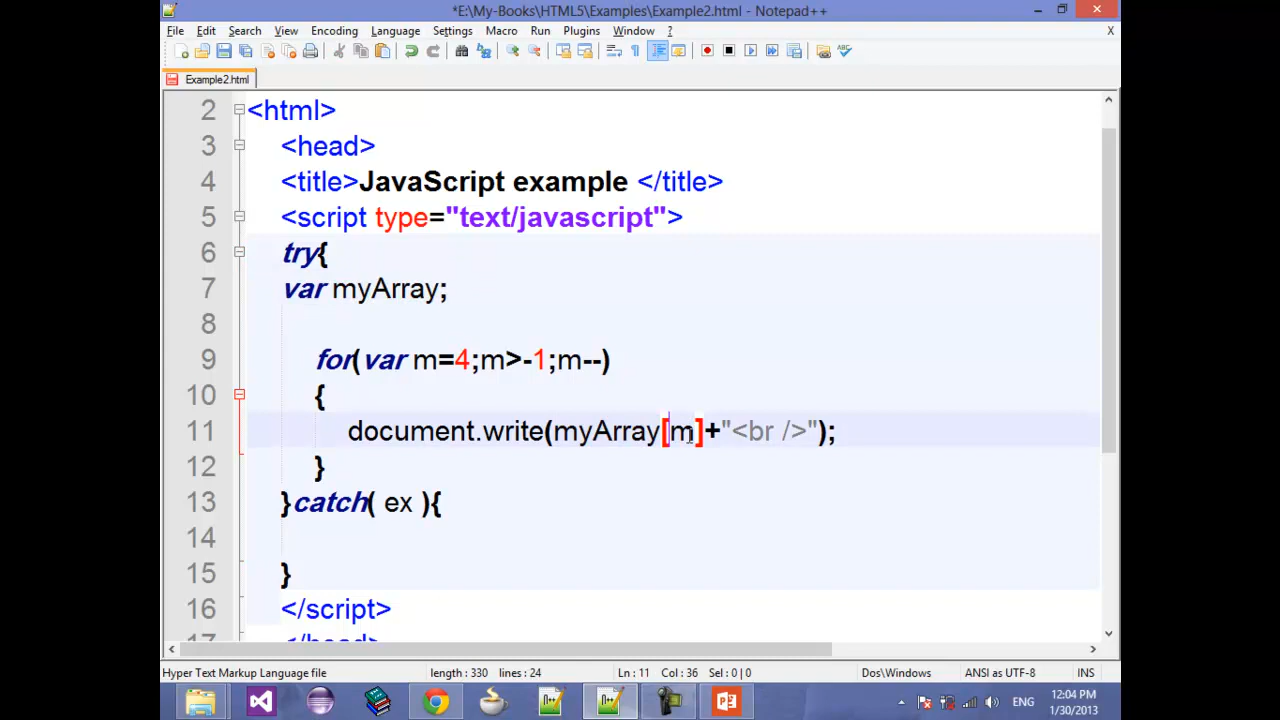 *E:\My-Books\HTML5\Examples\Example2.html - Notepad++
File Edit Search View Encoding Language Settings Macro Run Plugins Window ? X
Example2.html
2 <html>
3 <head>
4 <title>JavaScript example </title>
5 <script type="text/javascript">
6 try{
7 var myArray;
8
9 for(var m=4;m>-1;m--)
10 {
11 document.write(myArray[m]+"<br />");
12 }
13 }catch( ex ){
14
15 }
16 </script>
17 </head>
Hyper Text Markup Language file length : 330 lines : 24 Ln : 11 Col : 36 Sel : 0 | 0 Dos\Windows ANSI as UTF-8 INS
ENG 12:04 PM
1/30/2013